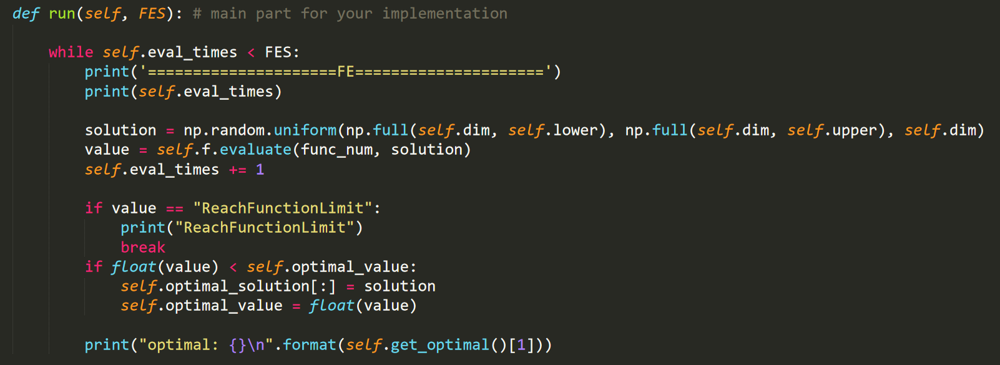 def run(self, FES): # main part for your implementation
while self.eval_times < FES:
print('=====================FE=====================')
print(self.eval_times)
solution = np.random.uniform(np.full(self.dim, self.lower), np.full(self.dim, self.upper), self.dim)
value = self.f.evaluate(func_num, solution)
self.eval_times += 1
if value == "ReachFunctionLimit":
print("ReachFunctionLimit")
break
if float(value) < self.optimal_value:
self.optimal_solution[:] = solution
self.optimal_value = float(value)
print("optimal: {}\n".format(self.get_optimal()[1]))